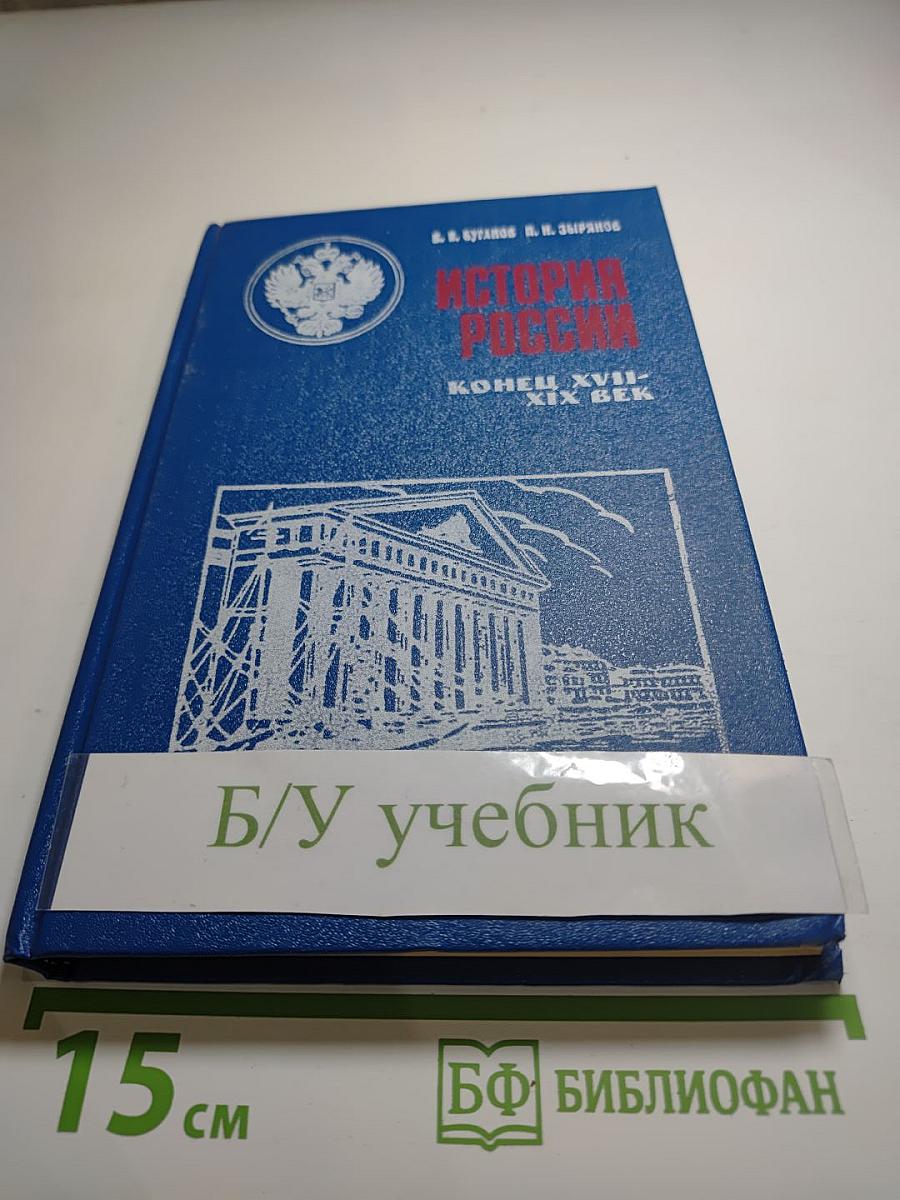 В. И. БУГАНОВ П. Н. ЗЫРЯНОВ
ИСТОРИЯ
РОССИИ
КОНЕЦ XVII-
XIX ВЕК
Б/У учебник
15 см
БФ БИБЛИОФАН